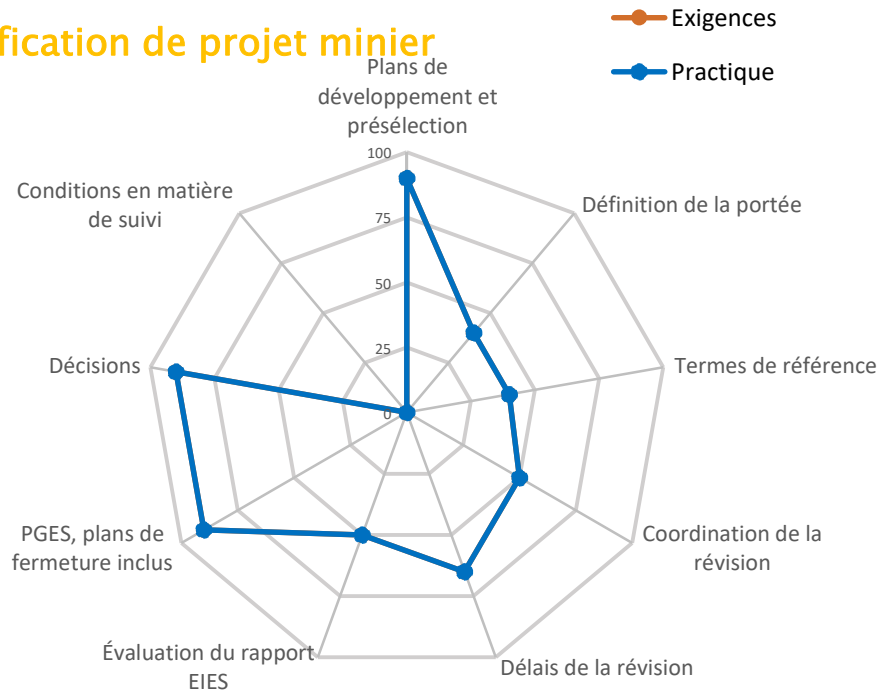 fication de projet minier
Exigences
Practique
Plans de
développement et
présélection
Définition de la portée
Termes de référence
Coordination de la
révision
Délais de la révision
Évaluation du rapport
EIES
PGES, plans de
fermeture inclus
Décisions
Conditions en matière
de suivi
100
75
50
25
0